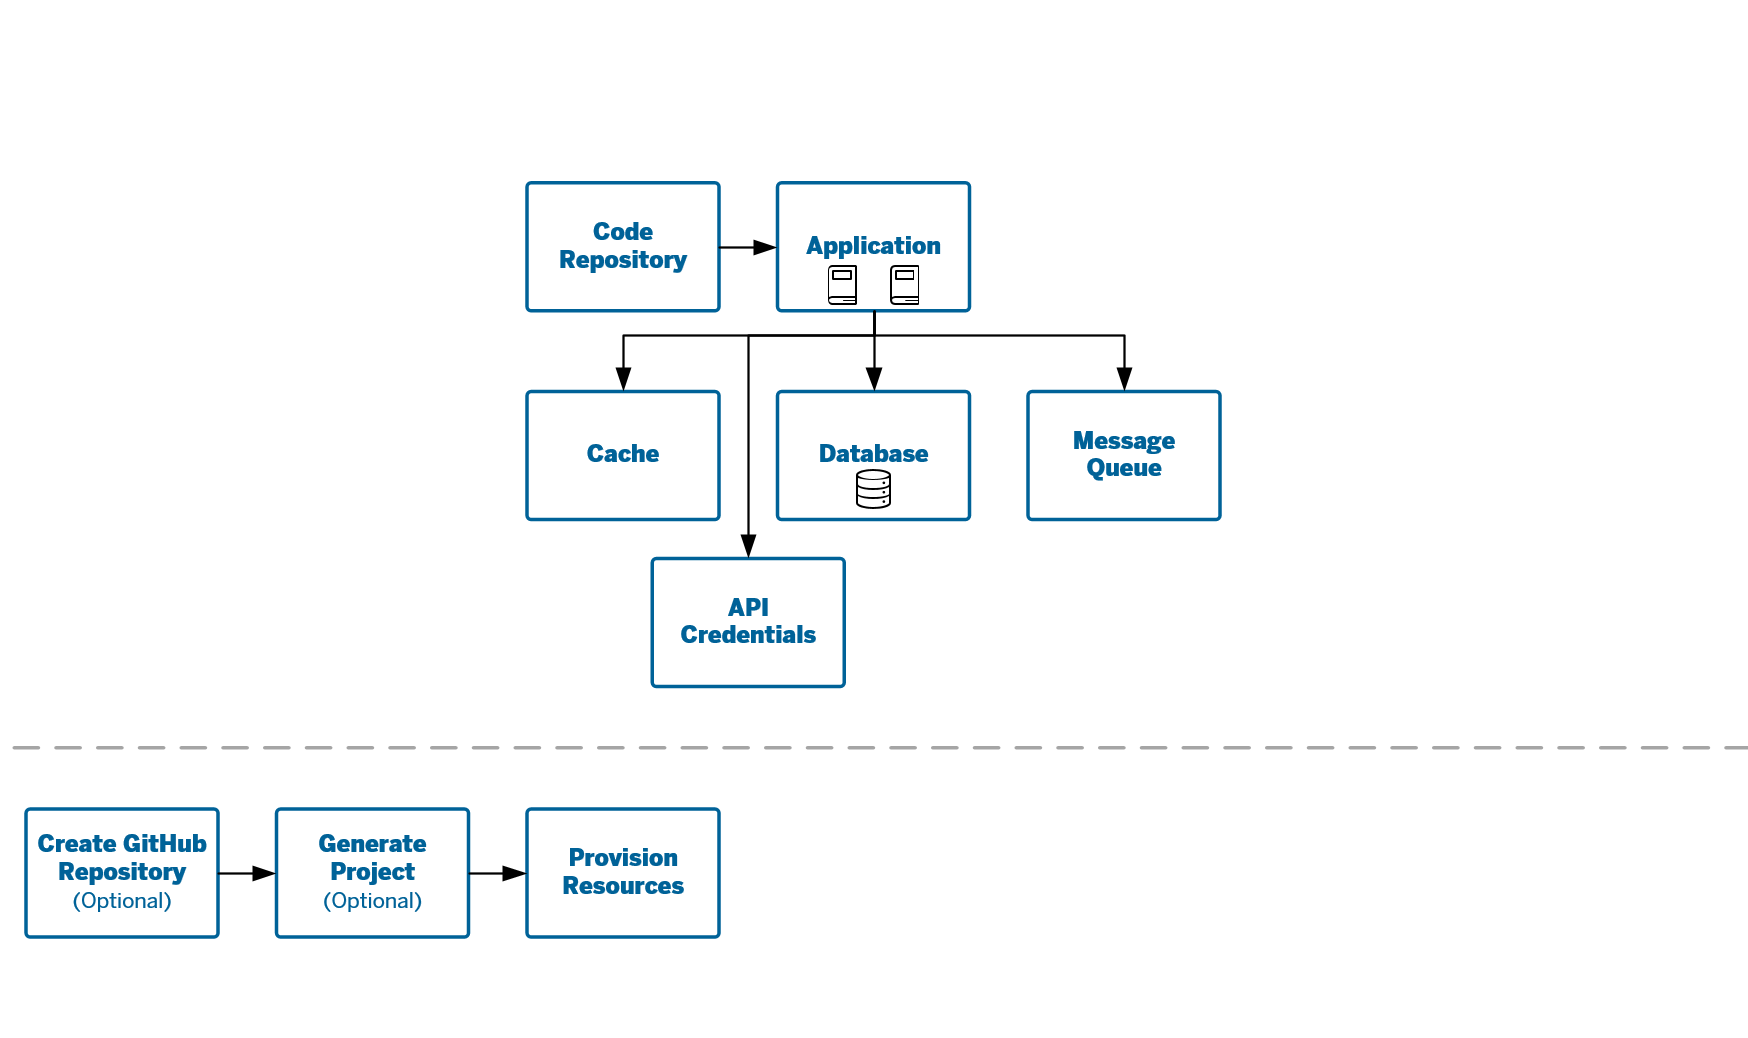 Code
Repository
Application
Cache
Database
Message
Queue
API
Credentials
Create GitHub
Repository
(Optional)
Generate
Project
(Optional)
Provision
Resources